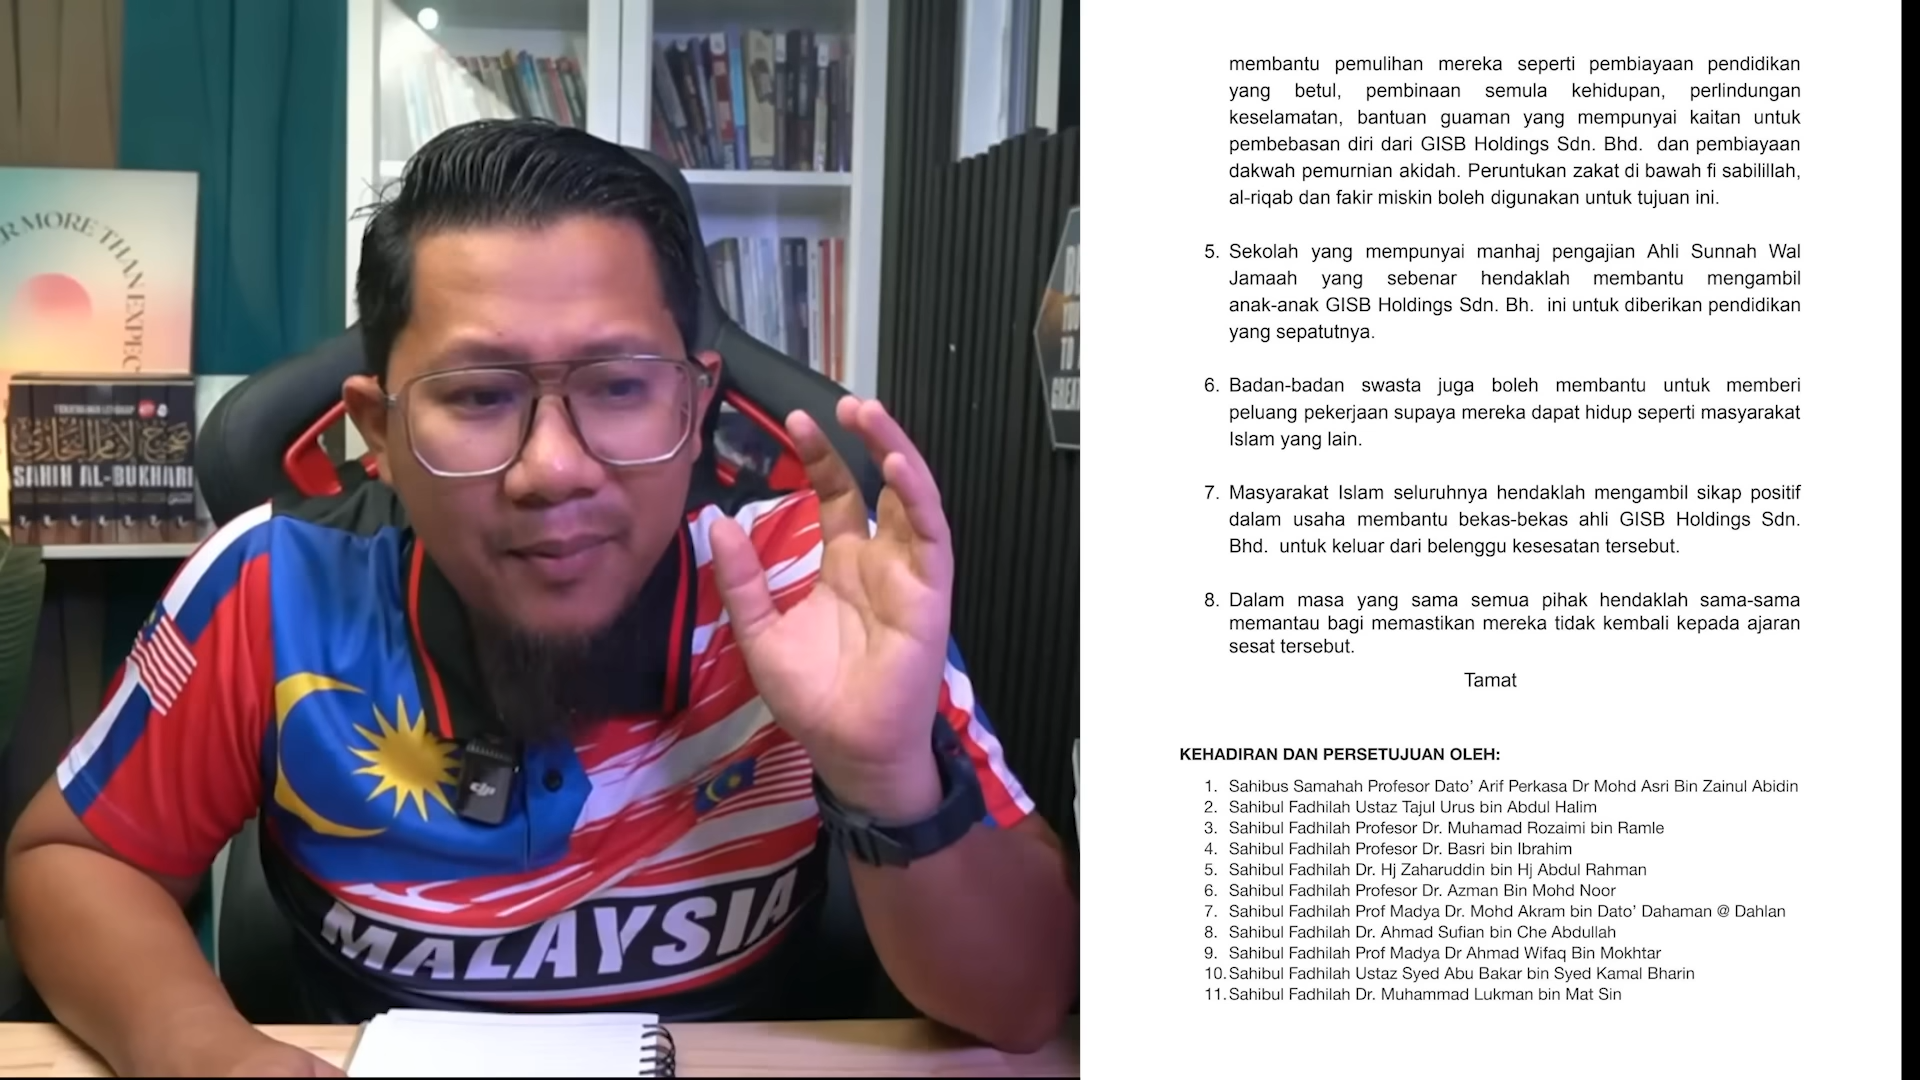 R MORE THAN EXPEC
صحيح الإمام البخاري
SAHIH AL-BUKHARI
TO
GREAT
dji
MALAYSIA
membantu pemulihan mereka seperti pembiayaan pendidikan
yang betul, pembinaan semula kehidupan, perlindungan
keselamatan, bantuan guaman yang mempunyai kaitan untuk
pembebasan diri dari GISB Holdings Sdn. Bhd. dan pembiayaan
dakwah pemurnian akidah. Peruntukan zakat di bawah fi sabilillah,
al-riqab dan fakir miskin boleh digunakan untuk tujuan ini.
5. Sekolah yang mempunyai manhaj pengajian Ahli Sunnah Wal
Jamaah yang sebenar hendaklah membantu mengambil
anak-anak GISB Holdings Sdn. Bh. ini untuk diberikan pendidikan
yang sepatutnya.
6. Badan-badan swasta juga boleh membantu untuk memberi
peluang pekerjaan supaya mereka dapat hidup seperti masyarakat
Islam yang lain.
7. Masyarakat Islam seluruhnya hendaklah mengambil sikap positif
dalam usaha membantu bekas-bekas ahli GISB Holdings Sdn.
Bhd. untuk keluar dari belenggu kesesatan tersebut.
8. Dalam masa yang sama semua pihak hendaklah sama-sama
memantau bagi memastikan mereka tidak kembali kepada ajaran
sesat tersebut.
Tamat
KEHADIRAN DAN PERSETUJUAN OLEH:
1. Sahibus Samahah Profesor Dato' Arif Perkasa Dr Mohd Asri Bin Zainul Abidin
2. Sahibul Fadhilah Ustaz Tajul Urus bin Abdul Halim
3. Sahibul Fadhilah Profesor Dr. Muhamad Rozaimi bin Ramle
4. Sahibul Fadhilah Profesor Dr. Basri bin Ibrahim
5. Sahibul Fadhilah Dr. Hj Zaharuddin bin Hj Abdul Rahman
6. Sahibul Fadhilah Profesor Dr. Azman Bin Mohd Noor
7. Sahibul Fadhilah Prof Madya Dr. Mohd Akram bin Dato' Dahaman @ Dahlan
8. Sahibul Fadhilah Dr. Ahmad Sufian bin Che Abdullah
9. Sahibul Fadhilah Prof Madya Dr Ahmad Wifaq Bin Mokhtar
10. Sahibul Fadhilah Ustaz Syed Abu Bakar bin Syed Kamal Bharin
11. Sahibul Fadhilah Dr. Muhammad Lukman bin Mat Sin